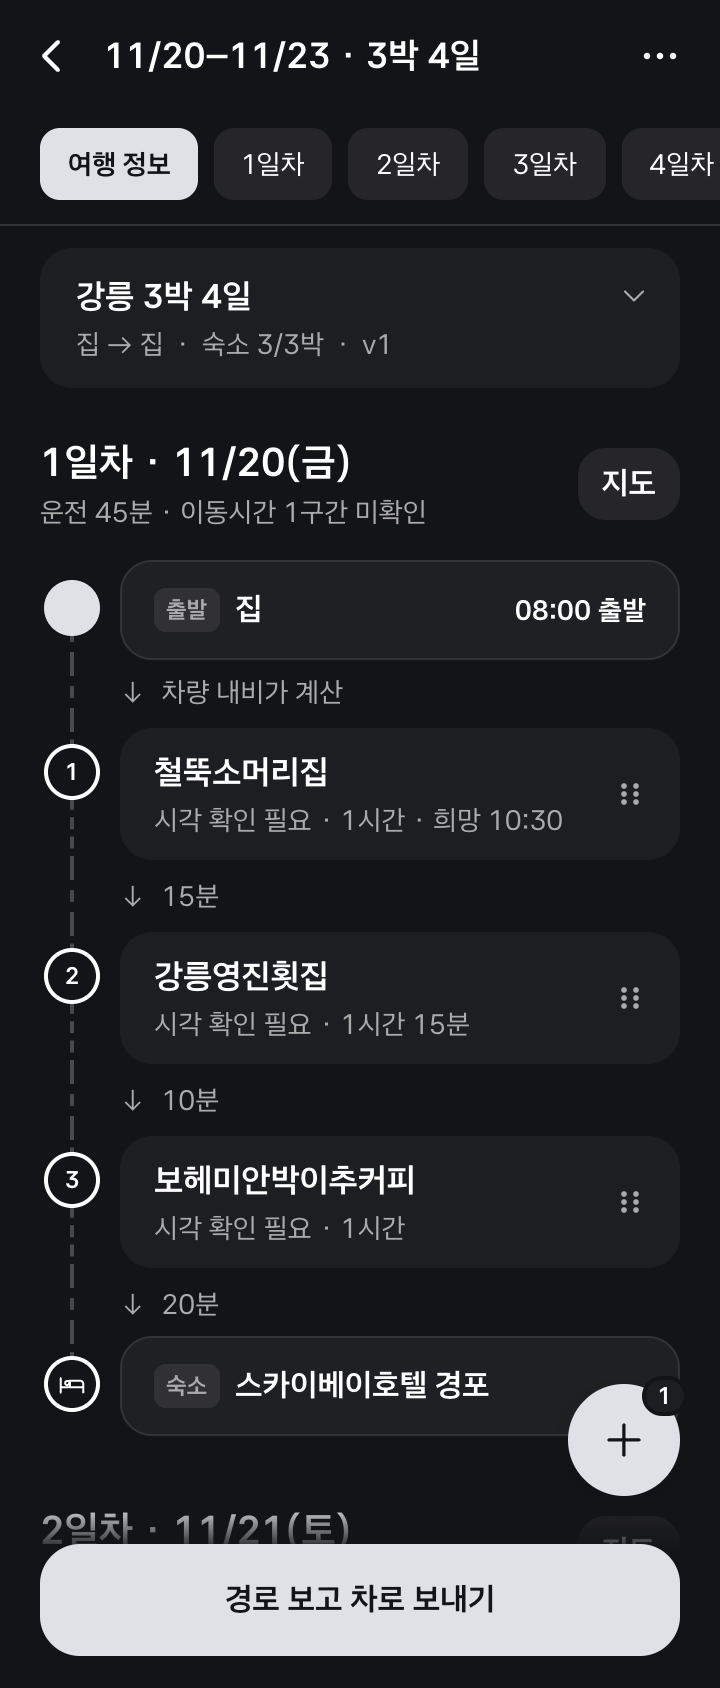 11/20–11/23 · 3박 4일
여행 정보 1일차 2일차 3일차 4일차
강릉 3박 4일
집 → 집 · 숙소 3/3박 · v1
1일차 · 11/20(금)
지도
운전 45분 · 이동시간 1구간 미확인
출발 집 08:00 출발
↓ 차량 내비가 계산
1 철뚝소머리집
시각 확인 필요 · 1시간 · 희망 10:30
↓ 15분
2 강릉영진횟집
시각 확인 필요 · 1시간 15분
↓ 10분
3 보헤미안박이추커피
시각 확인 필요 · 1시간
↓ 20분
숙소 스카이베이호텔 경포
1
2일차 · 11/21(토)
경로 보고 차로 보내기